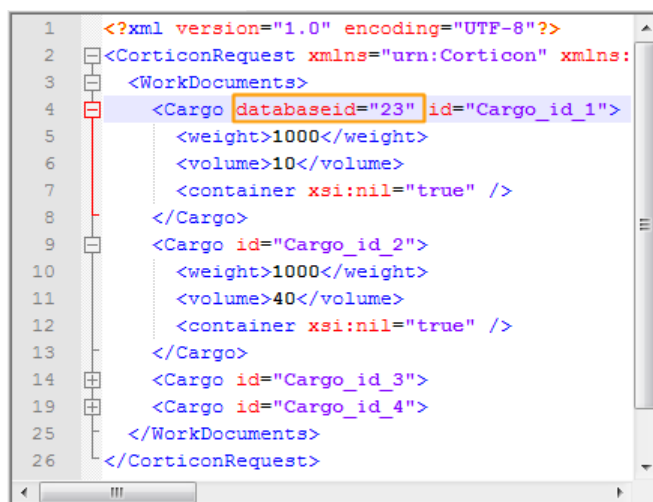 1 <?xml version="1.0" encoding="UTF-8"?>
2 <CorticonRequest xmlns="urn:Corticon" xmlns:
3 <WorkDocuments>
4 <Cargo databaseid="23" id="Cargo_id_1">
5 <weight>1000</weight>
6 <volume>10</volume>
7 <container xsi:nil="true" />
8 </Cargo>
9 <Cargo id="Cargo_id_2">
10 <weight>1000</weight>
11 <volume>40</volume>
12 <container xsi:nil="true" />
13 </Cargo>
14 <Cargo id="Cargo_id_3">
19 <Cargo id="Cargo_id_4">
25 </WorkDocuments>
26 </CorticonRequest>